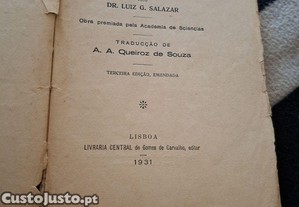 DR. LUIZ G. SALAZAR
Obra premiada pela Academia de Sciencias
TRADUCÇÃO DE
A. A. Queiroz de Souza
TERCEIRA EDIÇÃO, EMENDADA
LISBOA
LIVRARIA CENTRAL de Gomes de Carvalho, editor
1931
CustoJusto.pt